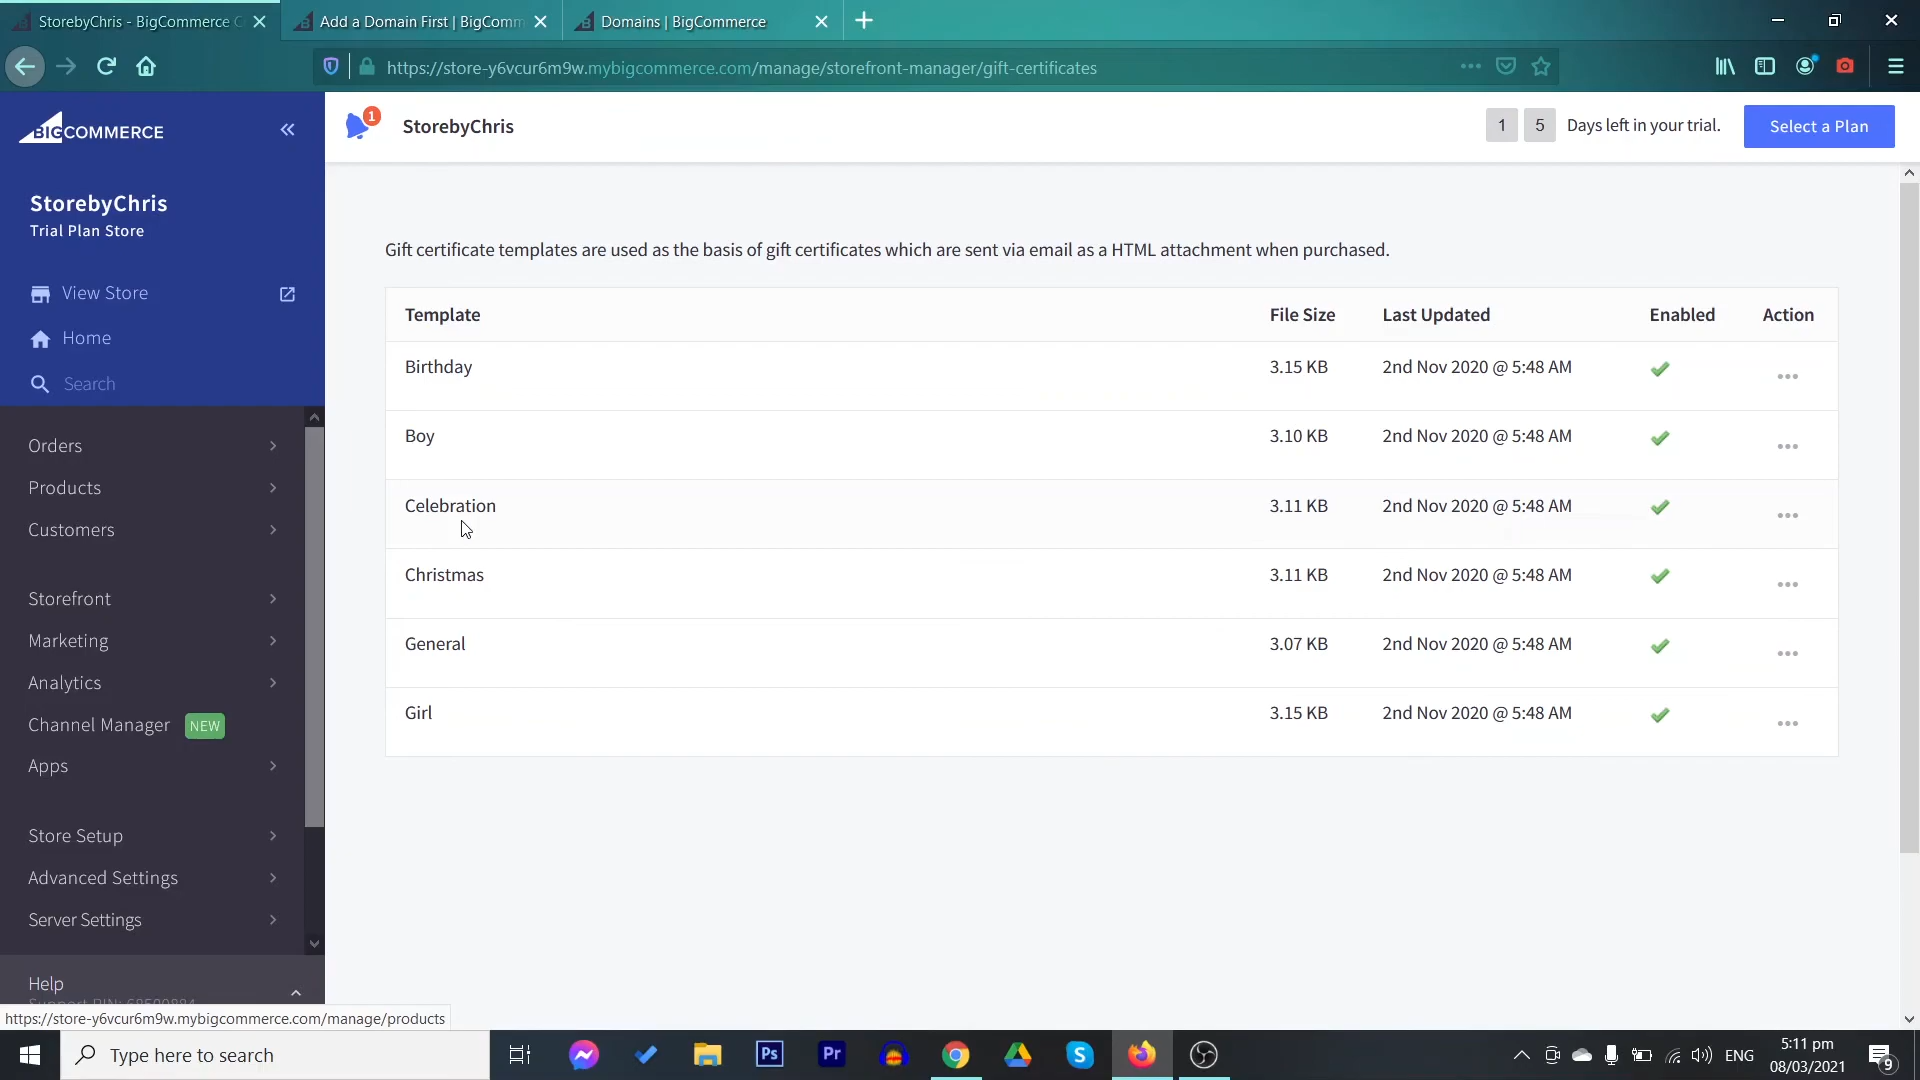 StorebyChris - BigCommerce C
Add a Domain First | BigComm
Domains | BigCommerce
https://store-y6vcur6m9w.mybigcommerce.com/manage/storefront-manager/gift-certificates
BIGCOMMERCE
1
StorebyChris
1 5 Days left in your trial.
Select a Plan
StorebyChris
Trial Plan Store
View Store
Home
Search
Orders
Products
Customers
Storefront
Marketing
Analytics
Channel Manager NEW
Apps
Store Setup
Advanced Settings
Server Settings
Help
Support PIN: 68500884
https://store-y6vcur6m9w.mybigcommerce.com/manage/products
Gift certificate templates are used as the basis of gift certificates which are sent via email as a HTML attachment when purchased.
Template File Size Last Updated Enabled Action
Birthday 3.15 KB 2nd Nov 2020 @ 5:48 AM
Boy 3.10 KB 2nd Nov 2020 @ 5:48 AM
Celebration 3.11 KB 2nd Nov 2020 @ 5:48 AM
Christmas 3.11 KB 2nd Nov 2020 @ 5:48 AM
General 3.07 KB 2nd Nov 2020 @ 5:48 AM
Girl 3.15 KB 2nd Nov 2020 @ 5:48 AM
Type here to search
Ps
Pr
ENG
5:11 pm
08/03/2021
9